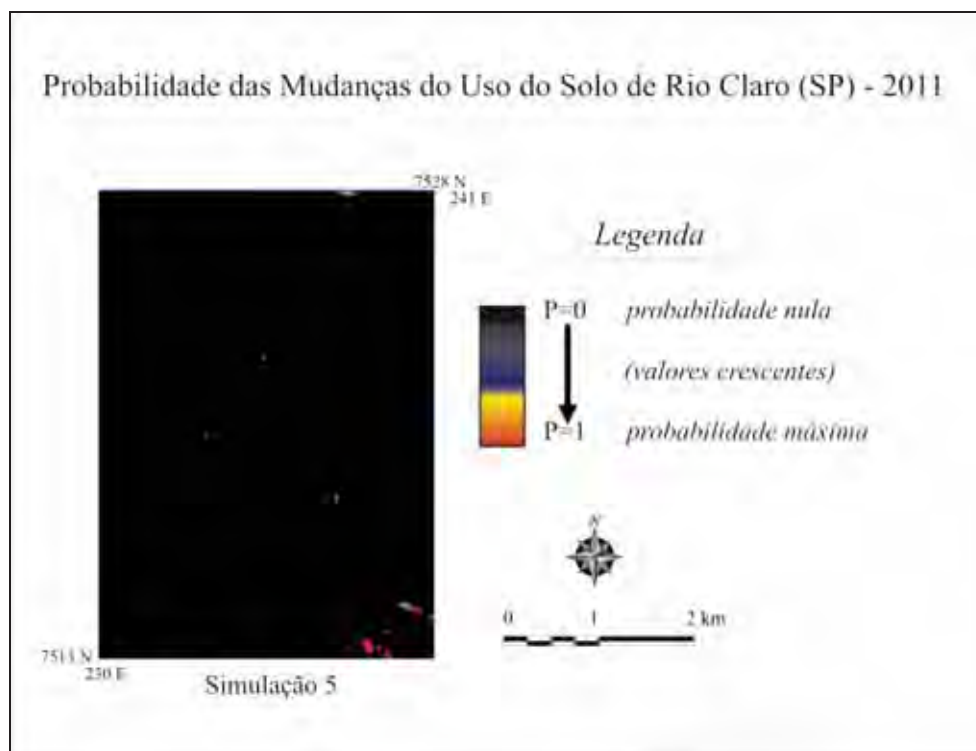 Probabilidade das Mudanças do Uso do Solo de Rio Claro (SP) - 2011
7528 N
241 E
Legenda
P=0 probabilidade nula
(valores crescentes)
P=1 probabilidade máxima
N
0 1 2 km
7513 N
230 E
Simulação 5